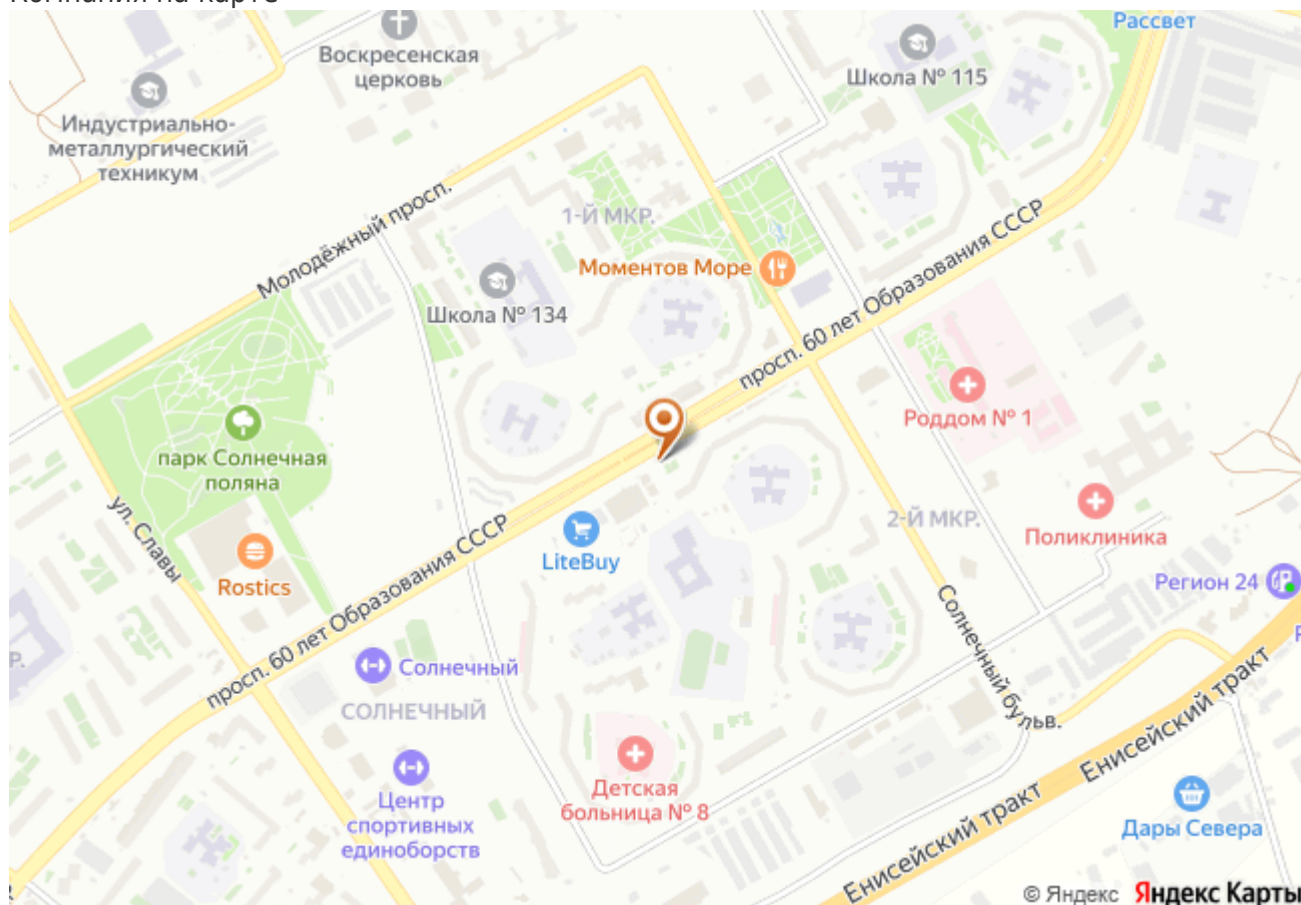 Компания на карте
Рассвет
Воскресенская
церковь
Школа № 115
Индустриально-
металлургический
техникум
Молодёжный просп.
1-Й МКР.
Моментов Море
Школа № 134
просп. 60 лет Образования СССР
Роддом № 1
парк Солнечная
поляна
ул. Славы
2-Й МКР.
Поликлиника
LiteBuy
Rostics
просп. 60 лет Образования СССР
Регион 24
Солнечный бульв.
Солнечный
СОЛНЕЧНЫЙ
Енисейский тракт
Детская
больница № 8
Центр
спортивных
единоборств
Дары Севера
Енисейский тракт
© Яндекс Яндекс Карты